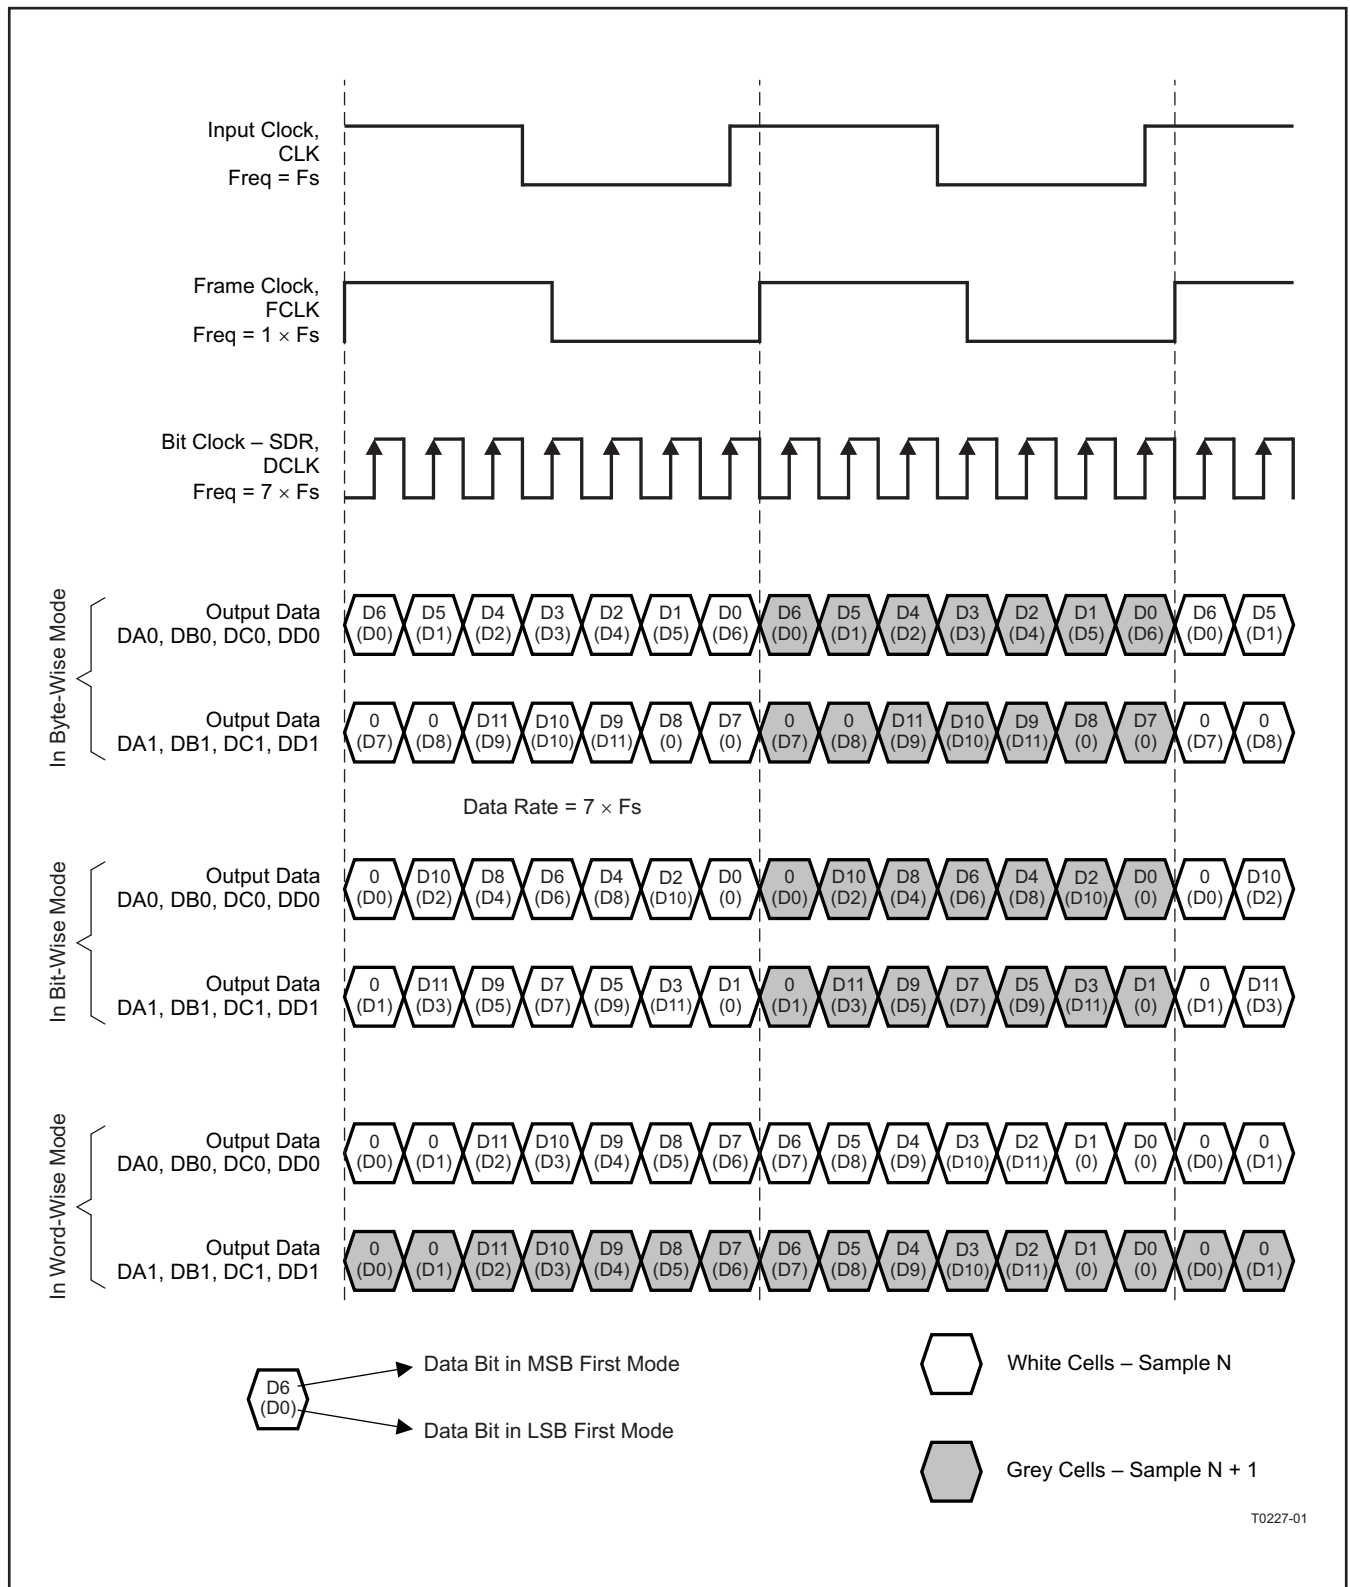 Input Clock,
CLK
Freq = Fs
Frame Clock,
FCLK
Freq = 1 × Fs
Bit Clock – SDR,
DCLK
Freq = 7 × Fs
In Byte-Wise Mode
Output Data
DA0, DB0, DC0, DD0
D6 D5 D4 D3 D2 D1 D0 D6 D5 D4 D3 D2 D1 D0 D6 D5
(D0) (D1) (D2) (D3) (D4) (D5) (D6) (D0) (D1) (D2) (D3) (D4) (D5) (D6) (D0) (D1)
Output Data
DA1, DB1, DC1, DD1
0 0 D11 D10 D9 D8 D7 0 0 D11 D10 D9 D8 D7 0 0
(D7) (D8) (D9) (D10) (D11) (0) (0) (D7) (D8) (D9) (D10) (D11) (0) (0) (D7) (D8)
Data Rate = 7 × Fs
In Bit-Wise Mode
Output Data
DA0, DB0, DC0, DD0
0 D10 D8 D6 D4 D2 D0 0 D10 D8 D6 D4 D2 D0 0 D10
(D0) (D2) (D4) (D6) (D8) (D10) (0) (D0) (D2) (D4) (D6) (D8) (D10) (0) (D0) (D2)
Output Data
DA1, DB1, DC1, DD1
0 D11 D9 D7 D5 D3 D1 0 D11 D9 D7 D5 D3 D1 0 D11
(D1) (D3) (D5) (D7) (D9) (D11) (0) (D1) (D3) (D5) (D7) (D9) (D11) (0) (D1) (D3)
In Word-Wise Mode
Output Data
DA0, DB0, DC0, DD0
0 0 D11 D10 D9 D8 D7 D6 D5 D4 D3 D2 D1 D0 0 0
(D0) (D1) (D2) (D3) (D4) (D5) (D6) (D7) (D8) (D9) (D10) (D11) (0) (0) (D0) (D1)
Output Data
DA1, DB1, DC1, DD1
0 0 D11 D10 D9 D8 D7 D6 D5 D4 D3 D2 D1 D0 0 0
(D0) (D1) (D2) (D3) (D4) (D5) (D6) (D7) (D8) (D9) (D10) (D11) (0) (0) (D0) (D1)
D6
(D0)
Data Bit in MSB First Mode
Data Bit in LSB First Mode
White Cells – Sample N
Grey Cells – Sample N + 1
T0227-01